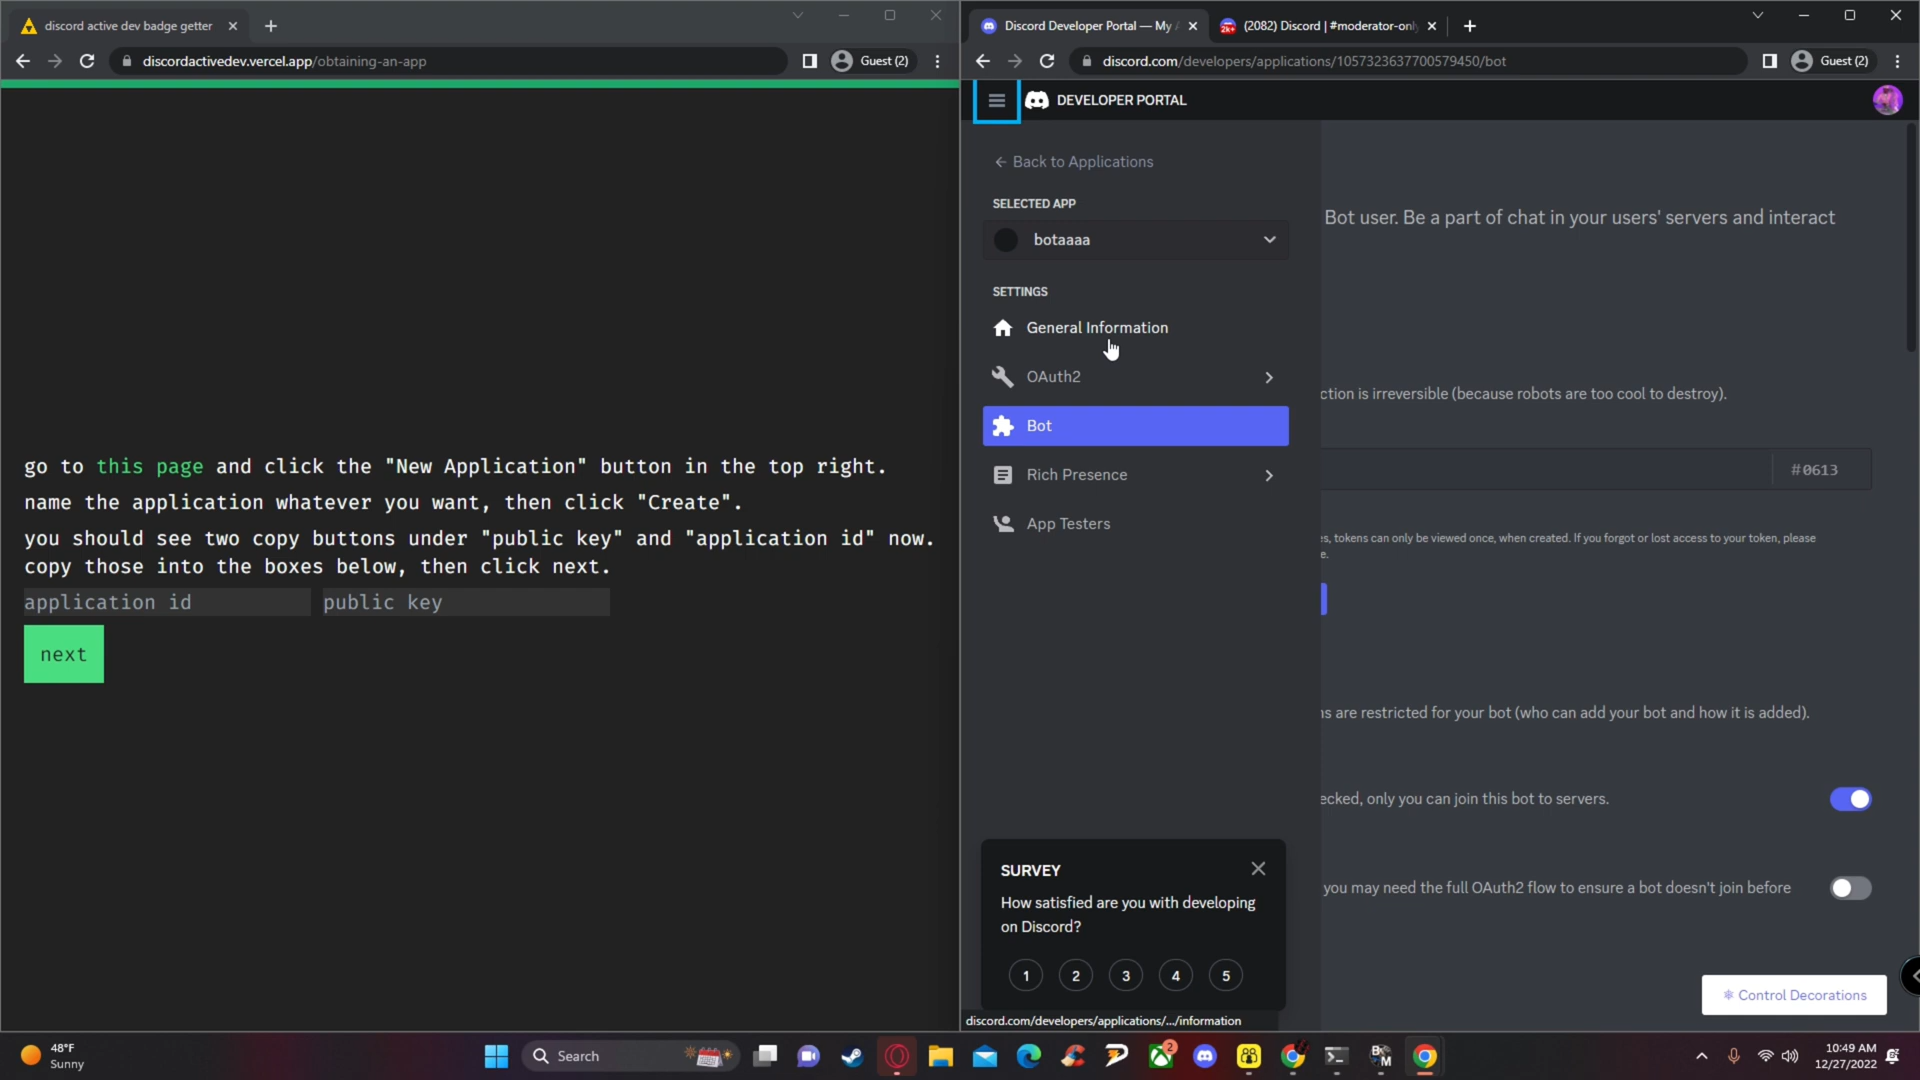 discord active dev badge getter
discordactivedev.vercel.app/obtaining-an-app
Guest (2)
go to this page and click the "New Application" button in the top right.
name the application whatever you want, then click "Create".
you should see two copy buttons under "public key" and "application id" now.
copy those into the boxes below, then click next.
application id
public key
next
Discord Developer Portal — My
(2082) Discord | #moderator-onl
discord.com/developers/applications/1057323637700579450/bot
Guest (2)
DEVELOPER PORTAL
Back to Applications
SELECTED APP
botaaaa
SETTINGS
General Information
OAuth2
Bot
Rich Presence
App Testers
Bot user. Be a part of chat in your users' servers and interact
ction is irreversible (because robots are too cool to destroy).
#0613
es, tokens can only be viewed once, when created. If you forgot or lost access to your token, please
e.
ns are restricted for your bot (who can add your bot and how it is added).
ecked, only you can join this bot to servers.
you may need the full OAuth2 flow to ensure a bot doesn't join before
SURVEY
How satisfied are you with developing
on Discord?
1 2 3 4 5
Control Decorations
discord.com/developers/applications/.../information
48°F
Sunny
Search
2
10:49 AM
12/27/2022